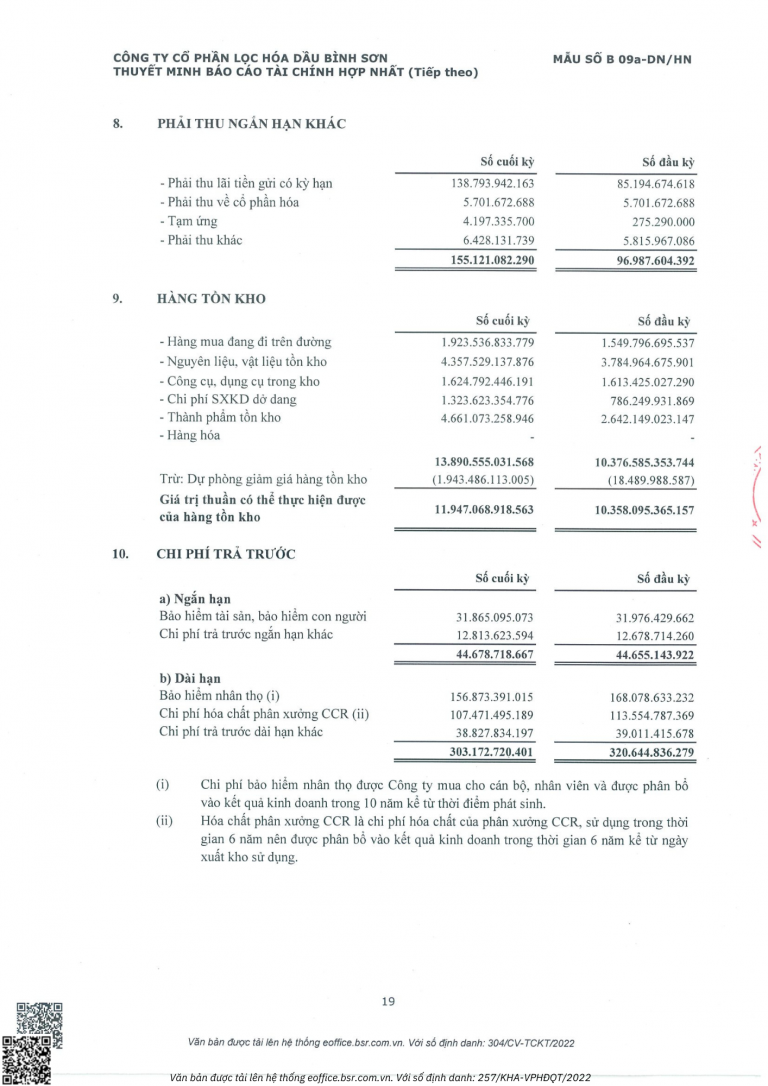 CÔNG TY CỔ PHẦN LỌC HÓA DẦU BÌNH SƠN MẪU SỐ B 09a-DN/HN
THUYẾT MINH BÁO CÁO TÀI CHÍNH HỢP NHẤT (Tiếp theo)
8. PHẢI THU NGẮN HẠN KHÁC
Số cuối kỳ Số đầu kỳ
- Phải thu lãi tiền gửi có kỳ hạn 138.793.942.163 85.194.674.618
- Phải thu về cổ phần hóa 5.701.672.688 5.701.672.688
- Tạm ứng 4.197.335.700 275.290.000
- Phải thu khác 6.428.131.739 5.815.967.086
155.121.082.290 96.987.604.392
9. HÀNG TỒN KHO
Số cuối kỳ Số đầu kỳ
- Hàng mua đang đi trên đường 1.923.536.833.779 1.549.796.695.537
- Nguyên liệu, vật liệu tồn kho 4.357.529.137.876 3.784.964.675.901
- Công cụ, dụng cụ trong kho 1.624.792.446.191 1.613.425.027.290
- Chi phí SXKD dở dang 1.323.623.354.776 786.249.931.869
- Thành phẩm tồn kho 4.661.073.258.946 2.642.149.023.147
- Hàng hóa - -
13.890.555.031.568 10.376.585.353.744
Trừ: Dự phòng giảm giá hàng tồn kho (1.943.486.113.005) (18.489.988.587)
Giá trị thuần có thể thực hiện được
của hàng tồn kho 11.947.068.918.563 10.358.095.365.157
10. CHI PHÍ TRẢ TRƯỚC
Số cuối kỳ Số đầu kỳ
a) Ngắn hạn
Bảo hiểm tài sản, bảo hiểm con người 31.865.095.073 31.976.429.662
Chi phí trả trước ngắn hạn khác 12.813.623.594 12.678.714.260
44.678.718.667 44.655.143.922
b) Dài hạn
Bảo hiểm nhân thọ (i) 156.873.391.015 168.078.633.232
Chi phí hóa chất phân xưởng CCR (ii) 107.471.495.189 113.554.787.369
Chi phí trả trước dài hạn khác 38.827.834.197 39.011.415.678
303.172.720.401 320.644.836.279
(i) Chi phí bảo hiểm nhân thọ được Công ty mua cho cán bộ, nhân viên và được phân bổ
vào kết quả kinh doanh trong 10 năm kể từ thời điểm phát sinh.
(ii) Hóa chất phân xưởng CCR là chi phí hóa chất của phân xưởng CCR, sử dụng trong thời
gian 6 năm nên được phân bổ vào kết quả kinh doanh trong thời gian 6 năm kể từ ngày
xuất kho sử dụng.
19
Văn bản được tải lên hệ thống eoffice.bsr.com.vn. Với số định danh: 304/CV-TCKT/2022
Văn bản được tải lên hệ thống eoffice.bsr.com.vn. Với số định danh: 257/KHA-VPHĐQT/2022